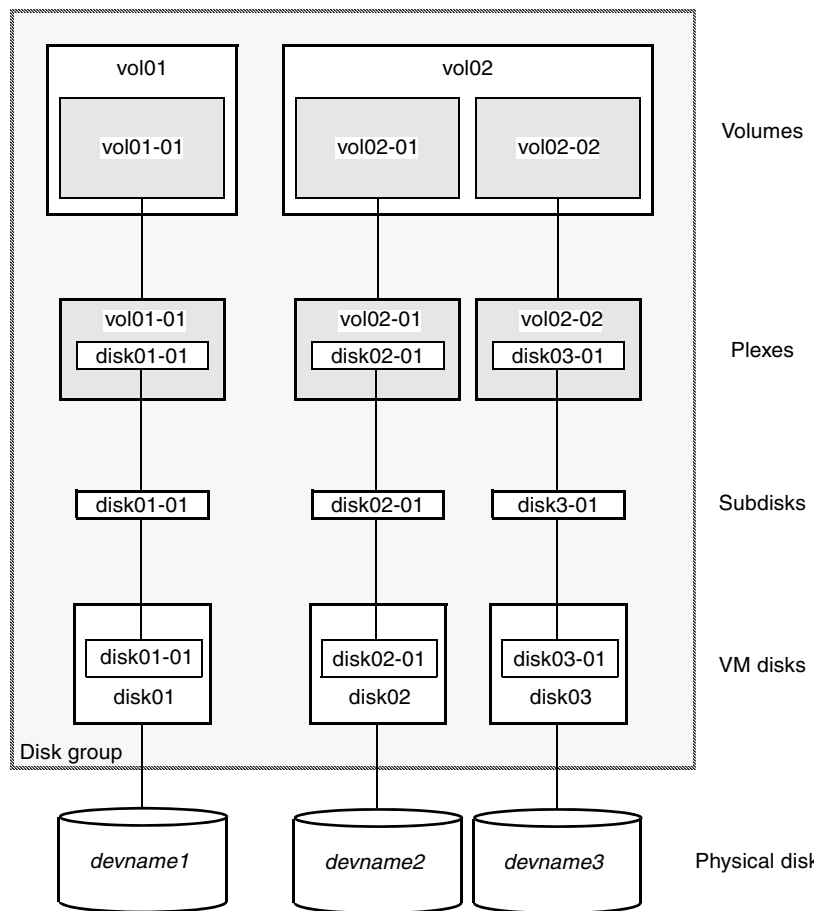 vol01
vol02
vol01-01
vol02-01
vol02-02
Volumes
vol01-01
vol02-01
vol02-02
disk01-01
disk02-01
disk03-01
Plexes
disk01-01
disk02-01
disk3-01
Subdisks
disk01-01
disk02-01
disk03-01
VM disks
disk01
disk02
disk03
Disk group
devname1
devname2
devname3
Physical disk